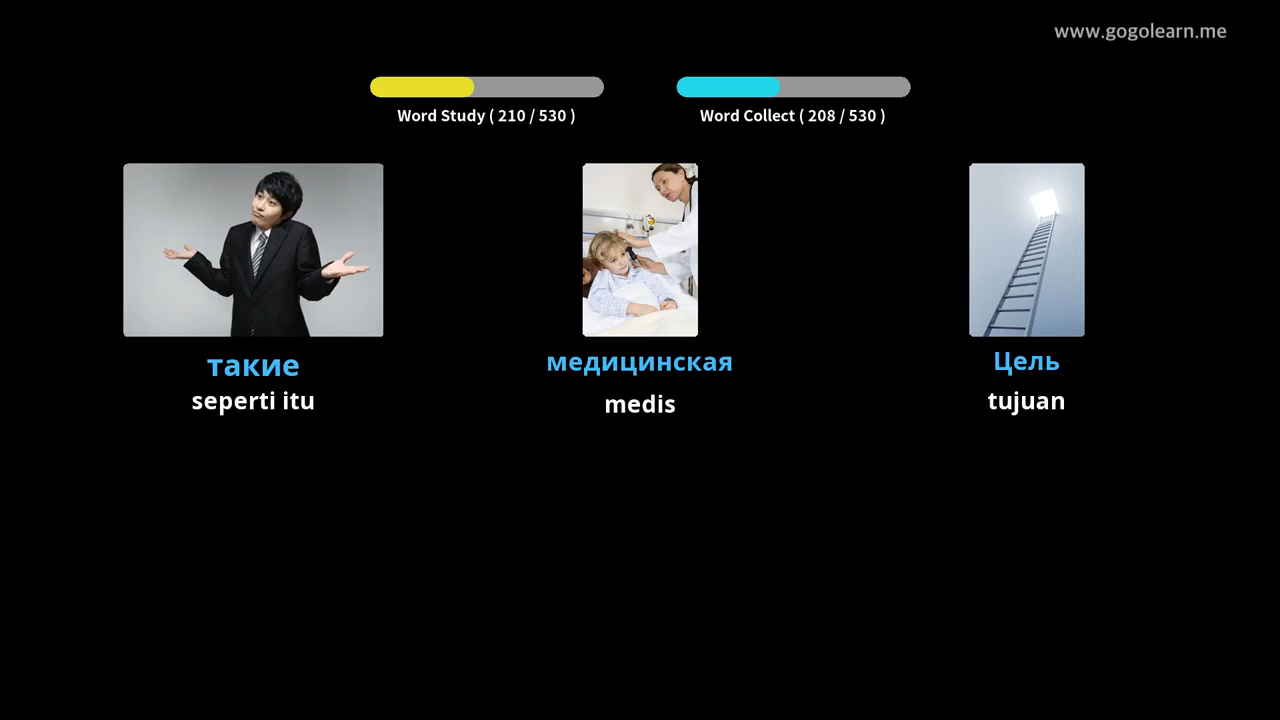 www.gogolearn.me
Word Study ( 210 / 530 )
Word Collect ( 208 / 530 )
такие
seperti itu
медицинская
medis
Цель
tujuan